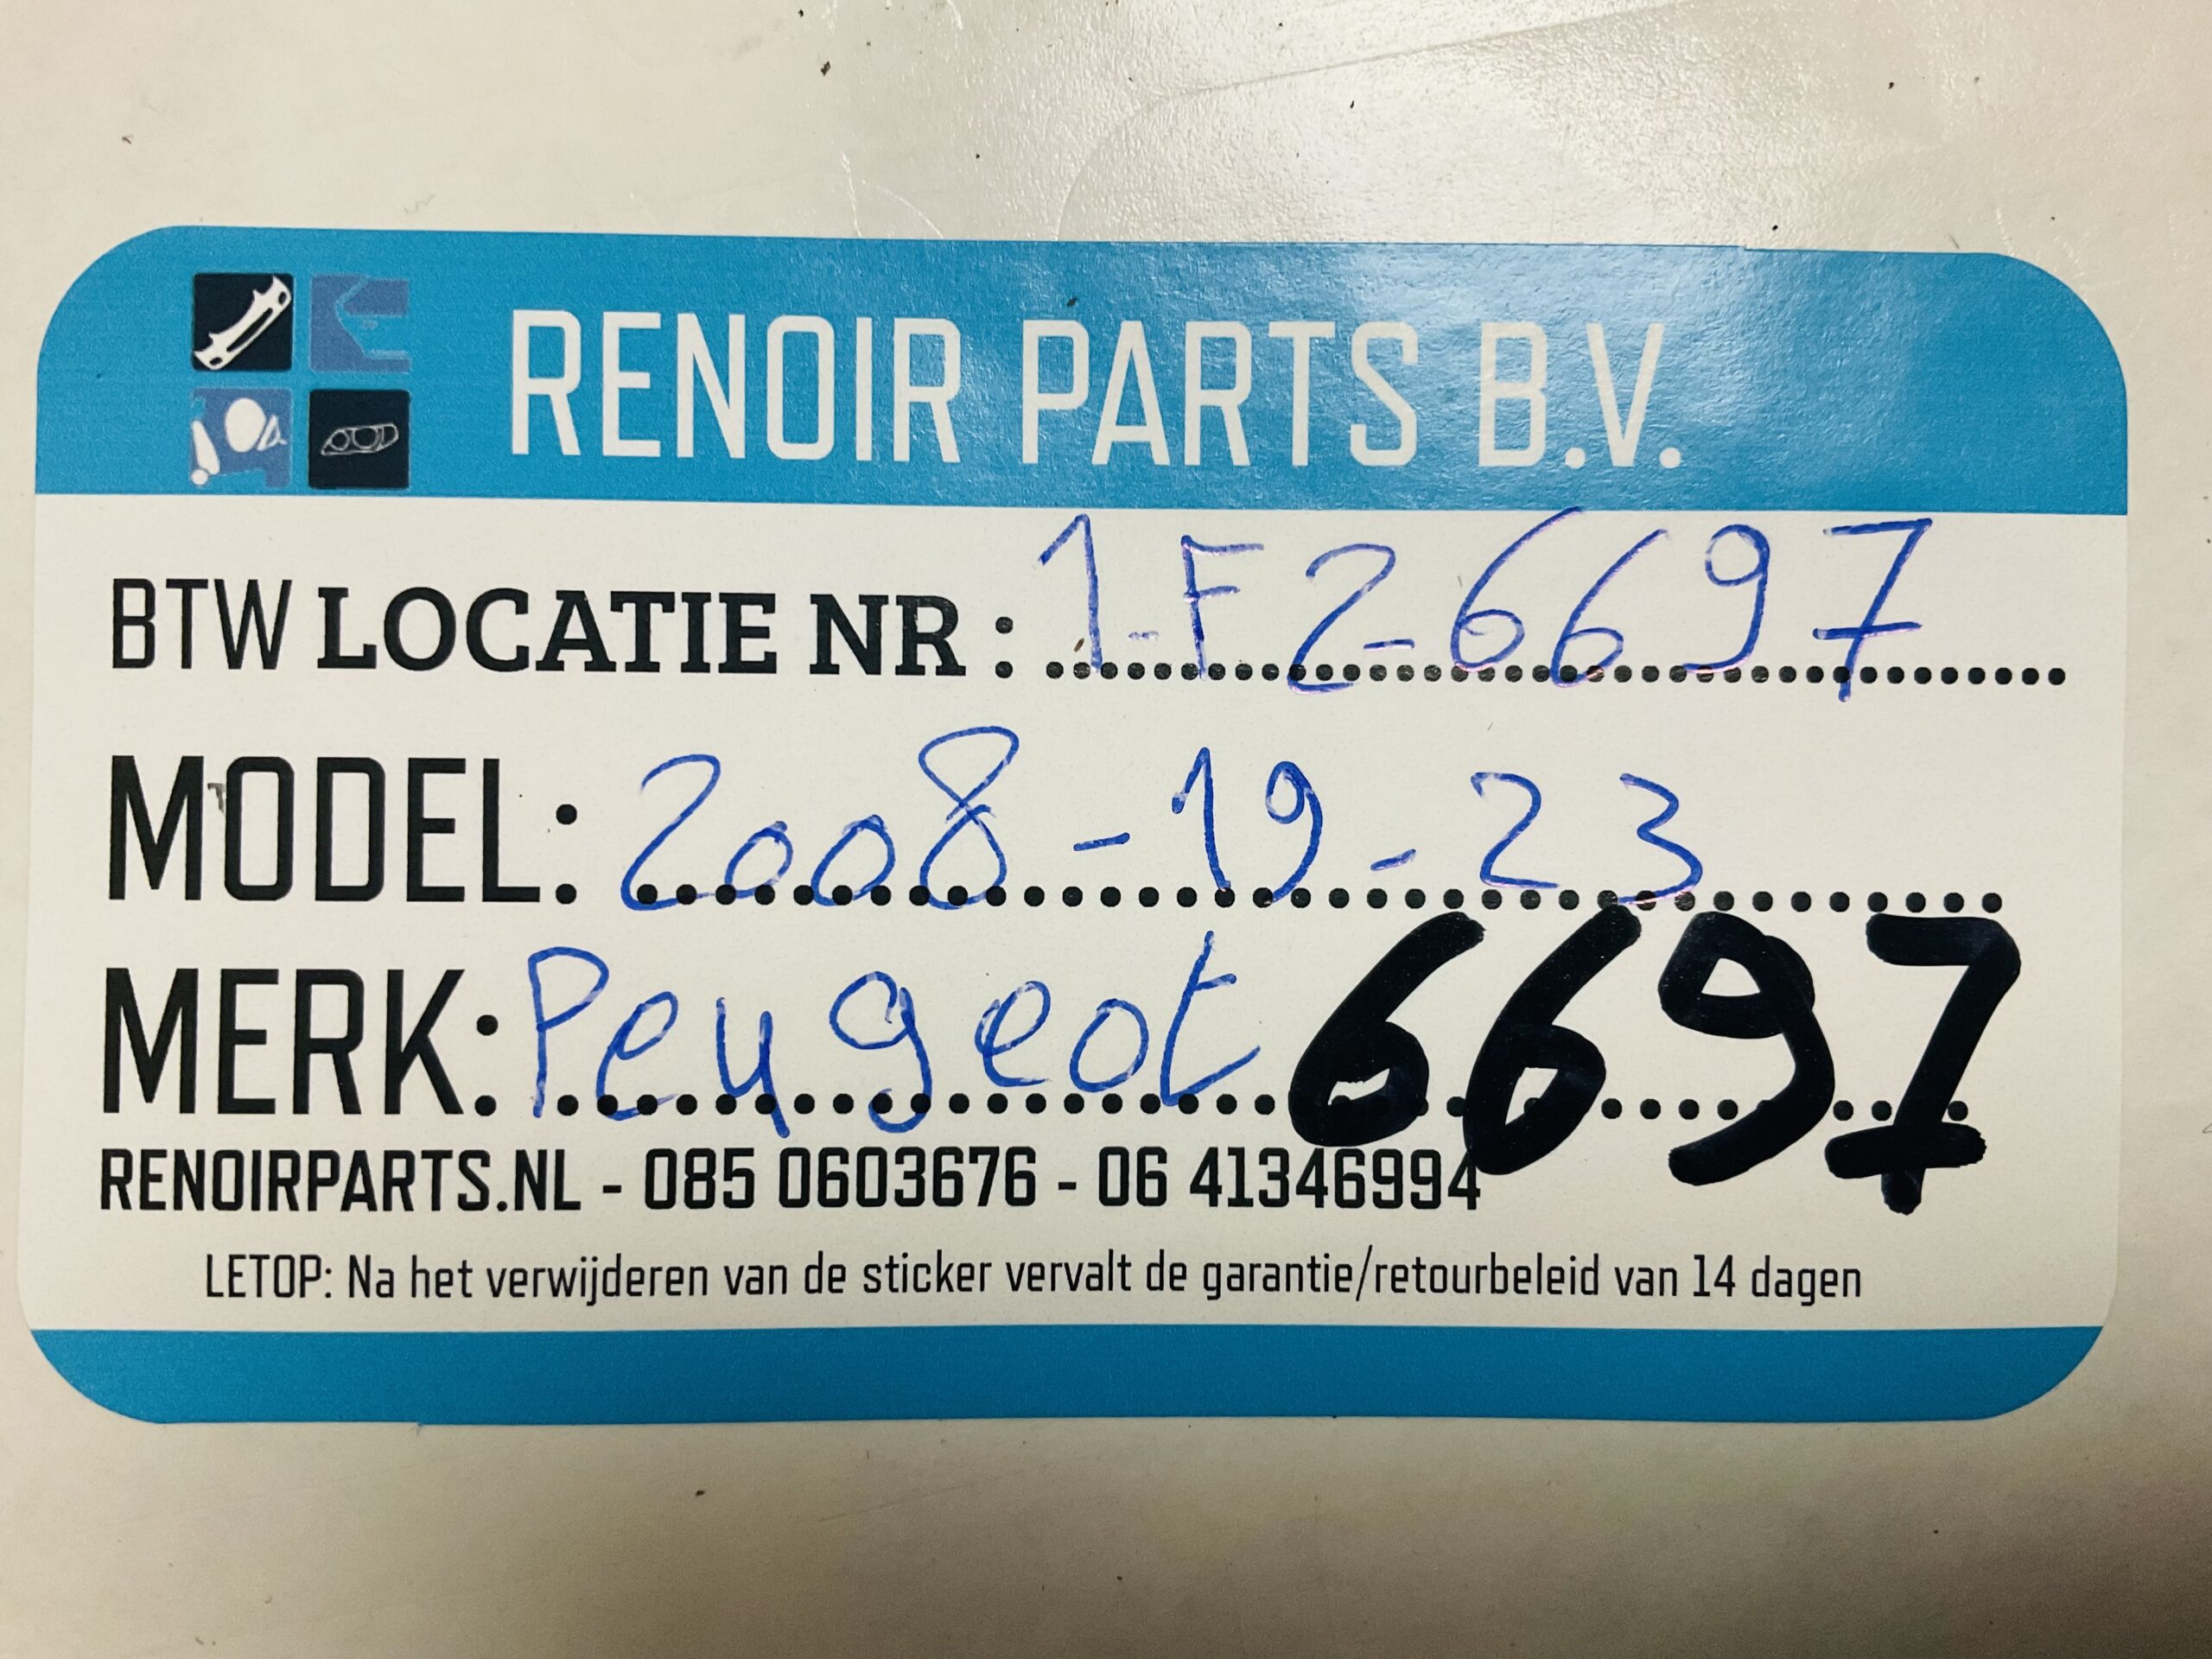 RENOIR PARTS B.V.
BTW LOCATIE NR : 1-F2-6697
MODEL: 2008-19-23
MERK: Peugeot 6697
RENOIRPARTS.NL - 085 0603676 - 06 41346994
LETOP: Na het verwijderen van de sticker vervalt de garantie/retourbeleid van 14 dagen